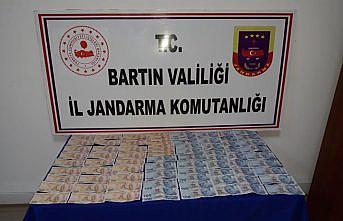 T.C.
BARTIN VALİLİĞİ
İL JANDARMA KOMUTANLIĞI